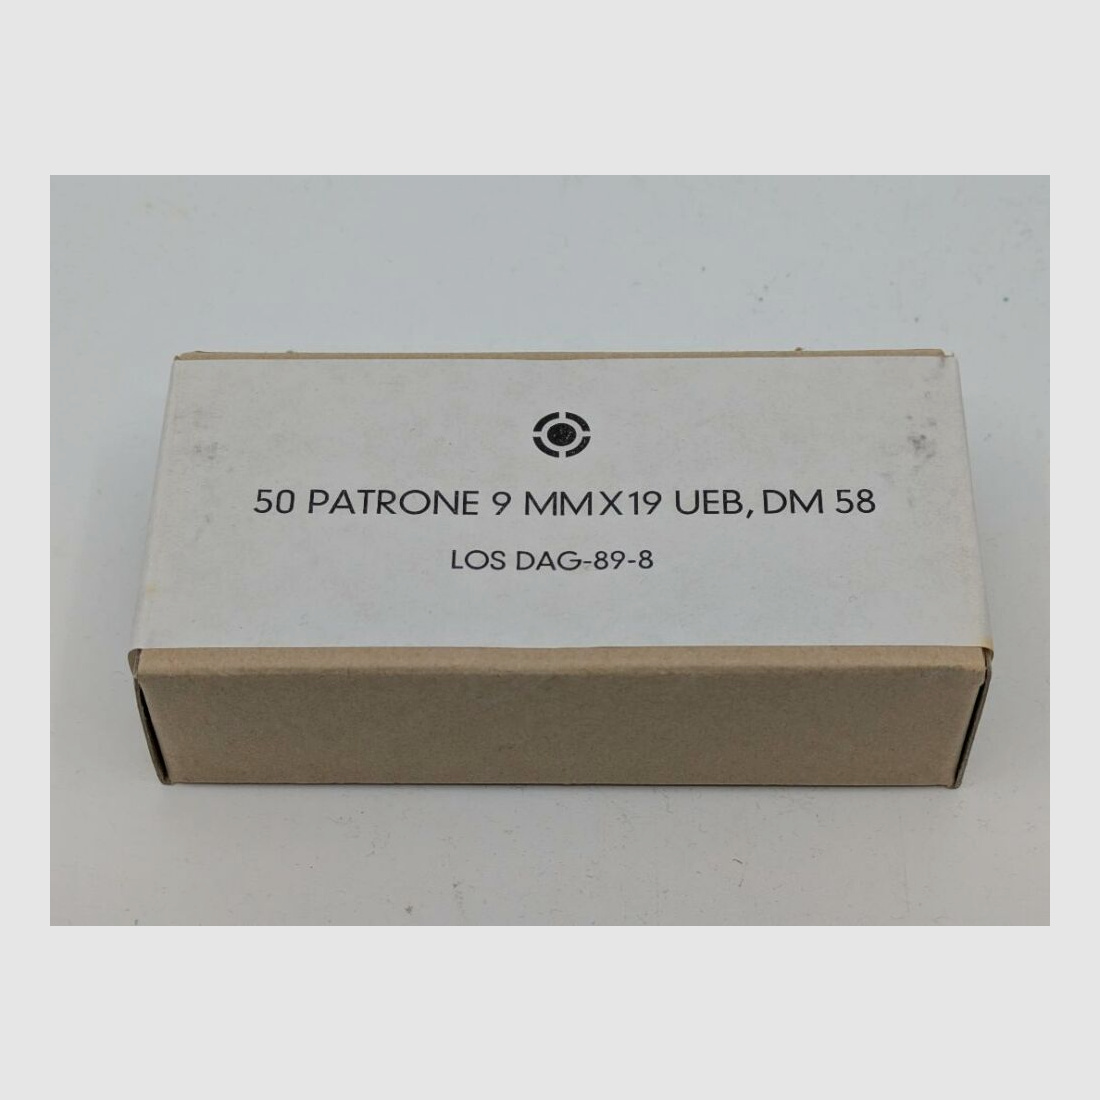 50 PATRONE 9 MMX19 UEB, DM 58
LOS DAG-89-8